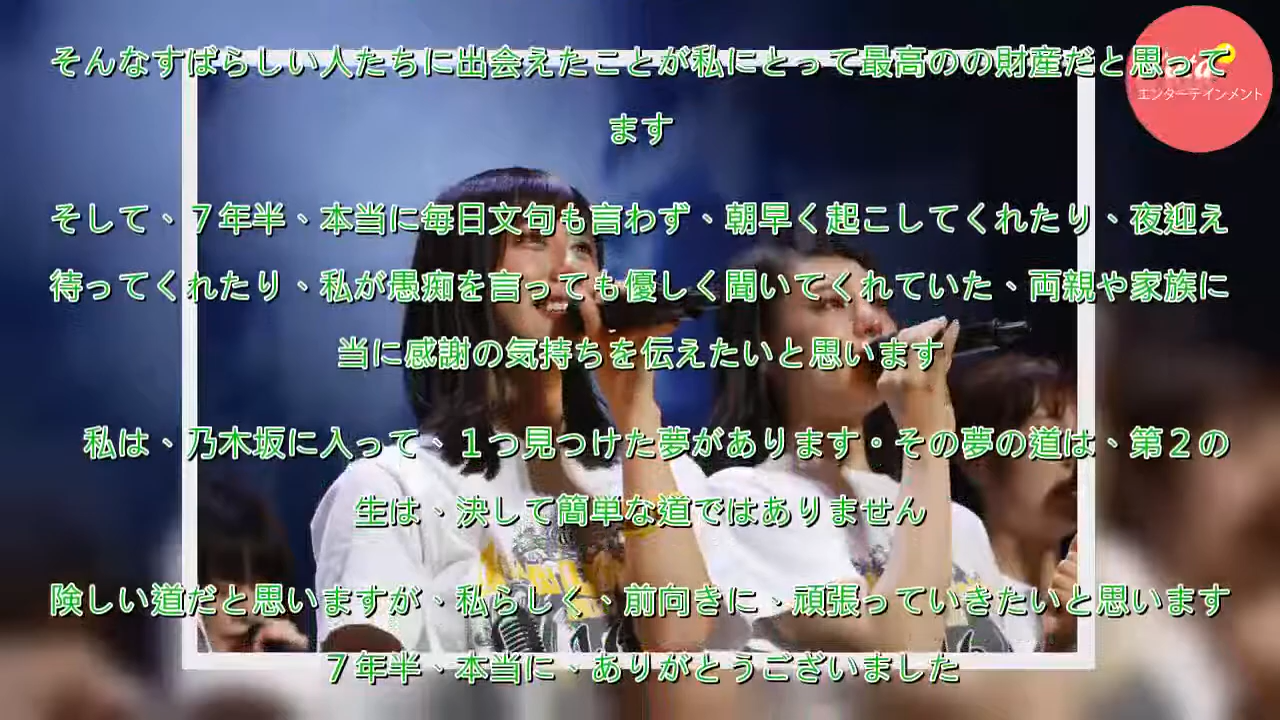 そんなすばらしい人たちに出会えたことが私にとって最高のの財産だと思って
ます
そして、７年半、本当に毎日文句も言わず、朝早く起こしてくれたり、夜迎え
待ってくれたり、私が愚痴を言っても優しく聞いてくれていた、両親や家族に
当に感謝の気持ちを伝えたいと思います
私は、乃木坂に入って、１つ見つけた夢があります・その夢の道は、第２の
生は、決して簡単な道ではありません
険しい道だと思いますが、私らしく、前向きに、頑張っていきたいと思います
７年半、本当に、ありがとうございました
エンターテインメント